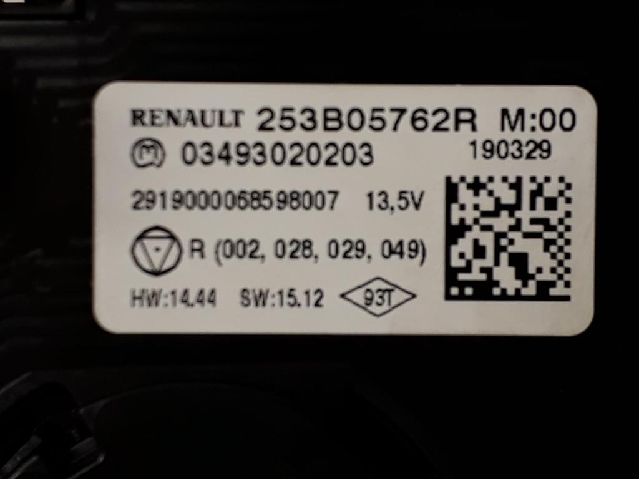 RENAULT 253B05762R M:00
M 03493020203 190329
2919000068598007 13,5V
R (002, 028, 029, 049)
HW:14.44 SW:15.12 93T